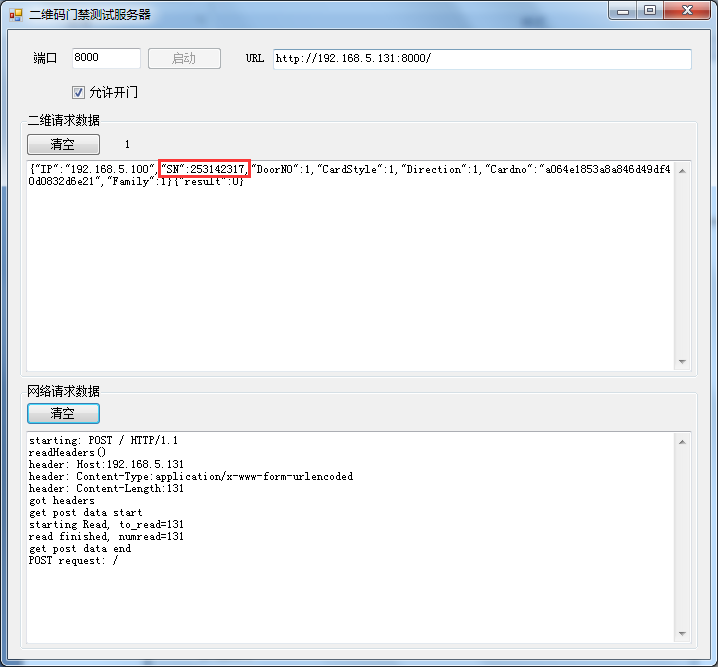 二维码门禁测试服务器
端口 8000 启动 URL http://192.168.5.131:8000/
允许开门
二维请求数据
清空 1
{"IP":"192.168.5.100","SN":253142317,"DoorNO":1,"CardStyle":1,"Direction":1,"Cardno":"a064e1853a8a846d49df4
0d0832d6e21","Family":1}{"result":0}
网络请求数据
清空
starting: POST / HTTP/1.1
readHeaders()
header: Host:192.168.5.131
header: Content-Type:application/x-www-form-urlencoded
header: Content-Length:131
got headers
get post data start
starting Read, to_read=131
read finished, numread=131
get post data end
POST request: /